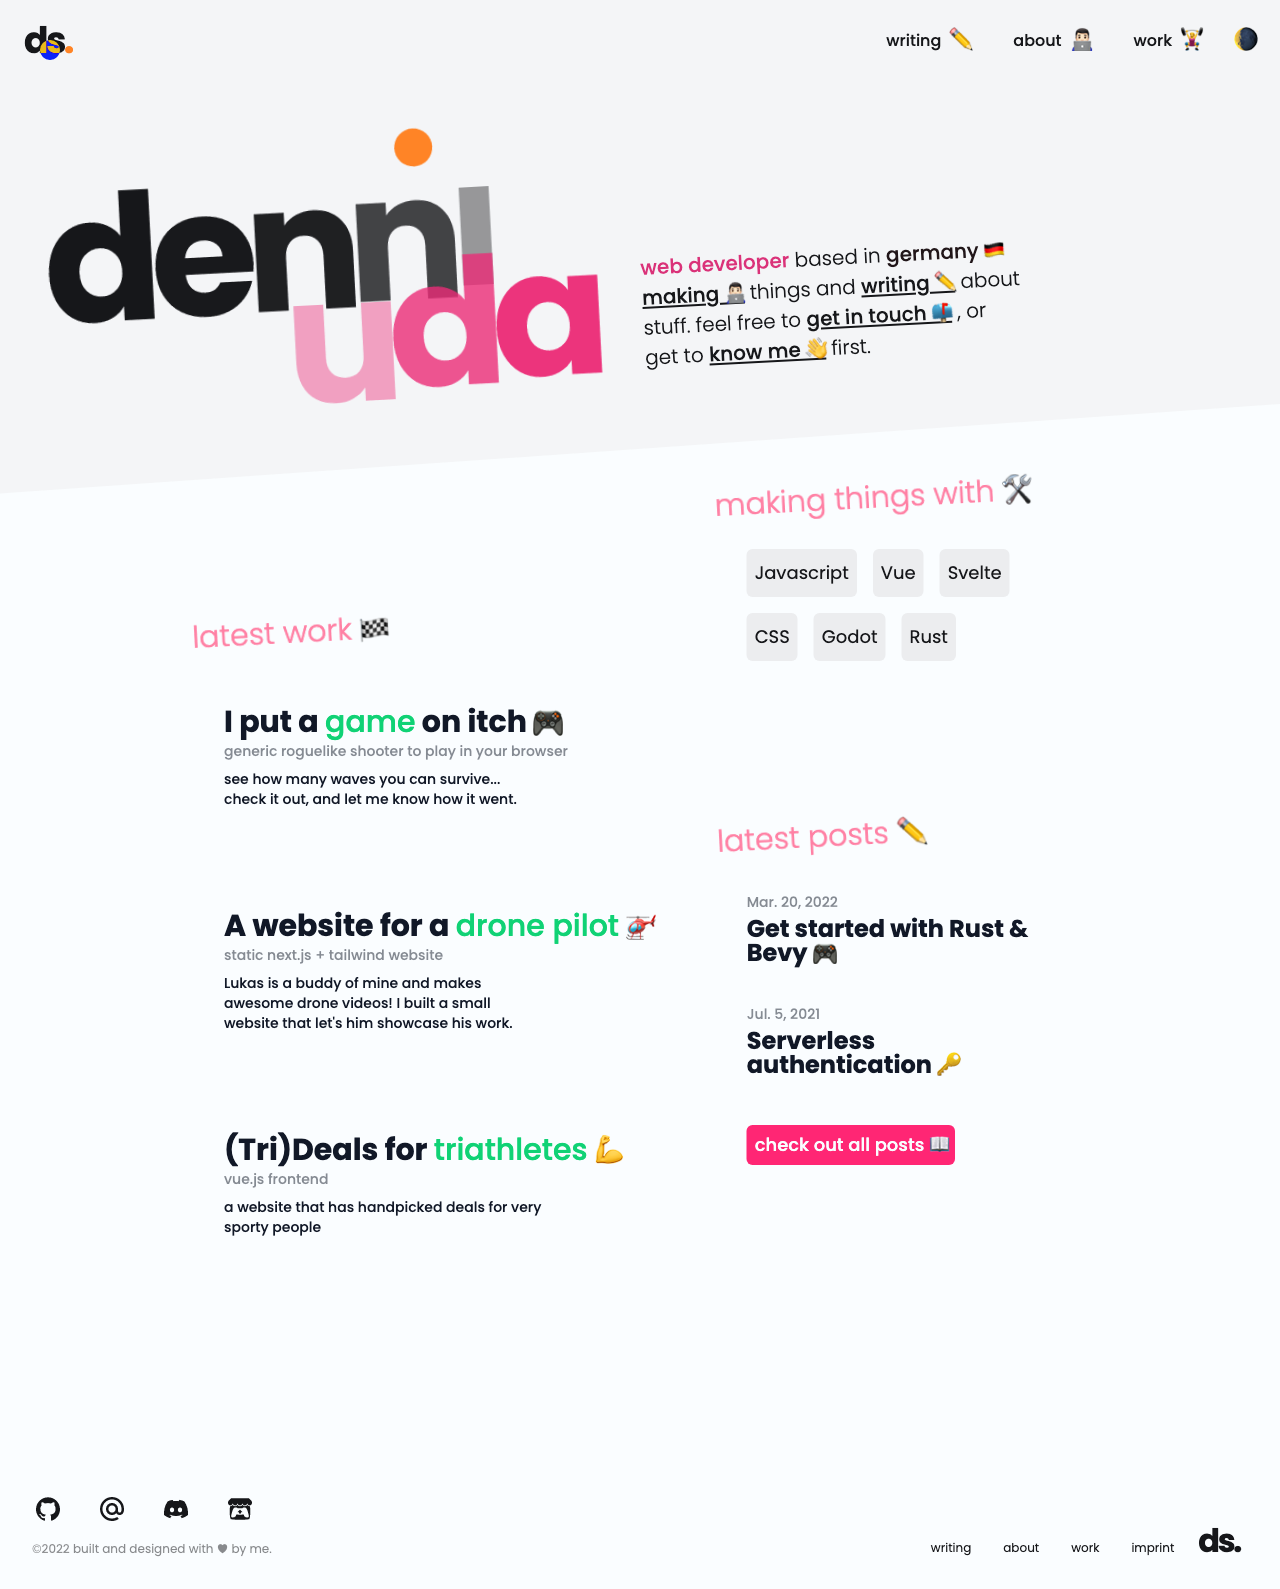 ds.
writing ✏️
about 👨🏻‍💻
work 🏋🏻‍♂️
denni
uda
web developer based in germany 🇩🇪
making 👨🏻‍💻 things and writing ✏️ about
stuff. feel free to get in touch 📫 , or
get to know me 👋 first.
making things with 🛠️
Javascript
Vue
Svelte
CSS
Godot
Rust
latest work 🏁
I put a game on itch 🎮
generic roguelike shooter to play in your browser
see how many waves you can survive...
check it out, and let me know how it went.
A website for a drone pilot 🚁
static next.js + tailwind website
Lukas is a buddy of mine and makes
awesome drone videos! I built a small
website that let's him showcase his work.
(Tri)Deals for triathletes 💪
vue.js frontend
a website that has handpicked deals for very
sporty people
latest posts ✏️
Mar. 20, 2022
Get started with Rust &
Bevy 🎮
Jul. 5, 2021
Serverless
authentication 🔑
check out all posts 📖
©2022 built and designed with ♥ by me.
writing
about
work
imprint
ds.